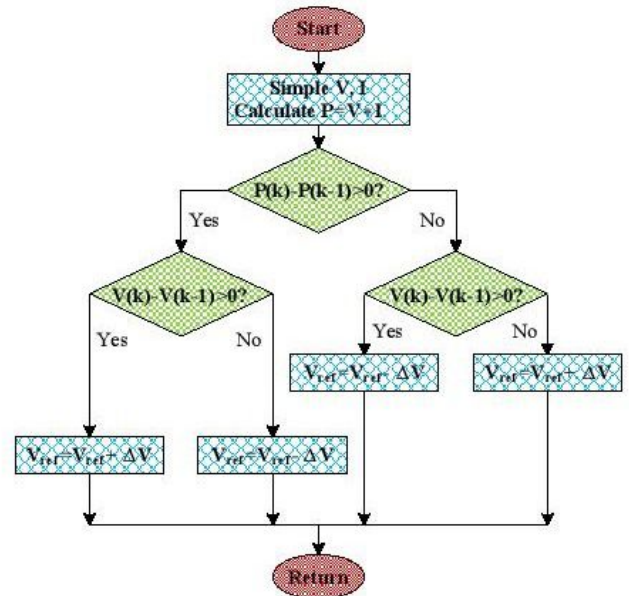 Start
Simple V, I
Calculate P=V+I
P(k)-P(k-1)>0?
Yes
No
V(k)-V(k-1)>0?
V(k)-V(k-1)>0?
Yes
No
Yes
No
Vref=Vref- ΔV
Vref=Vref+ ΔV
Vref=Vref+ ΔV
Vref=Vref- ΔV
Return